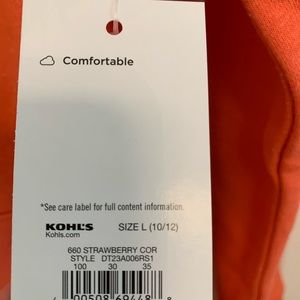 Comfortable
*See care label for full content information.
KOHL'S SIZE L (10/12)
Kohls.com
660 STRAWBERRY COR
STYLE DT23A006RS1
100 30 35